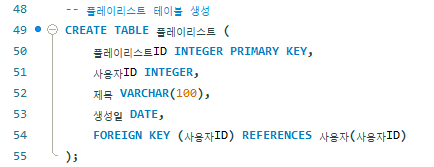 48 -- 플레이리스트 테이블 생성
49 CREATE TABLE 플레이리스트 (
50 플레이리스트ID INTEGER PRIMARY KEY,
51 사용자ID INTEGER,
52 제목 VARCHAR(100),
53 생성일 DATE,
54 FOREIGN KEY (사용자ID) REFERENCES 사용자(사용자ID)
55 );